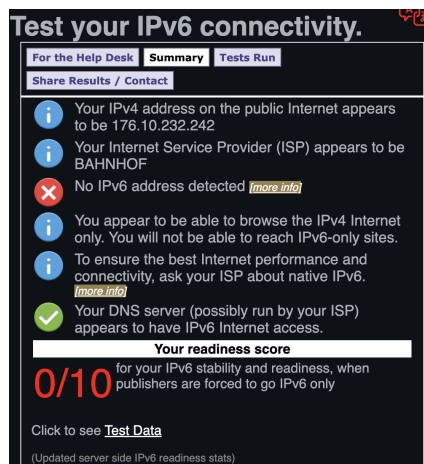 Test your IPv6 connectivity.
For the Help Desk
Summary
Tests Run
Share Results / Contact
Your IPv4 address on the public Internet appears
to be 176.10.232.242
Your Internet Service Provider (ISP) appears to be
BAHNHOF
No IPv6 address detected [more info]
You appear to be able to browse the IPv4 Internet
only. You will not be able to reach IPv6-only sites.
To ensure the best Internet performance and
connectivity, ask your ISP about native IPv6.
[more info]
Your DNS server (possibly run by your ISP)
appears to have IPv6 Internet access.
Your readiness score
0/10
for your IPv6 stability and readiness, when
publishers are forced to go IPv6 only
Click to see Test Data
(Updated server side IPv6 readiness stats)